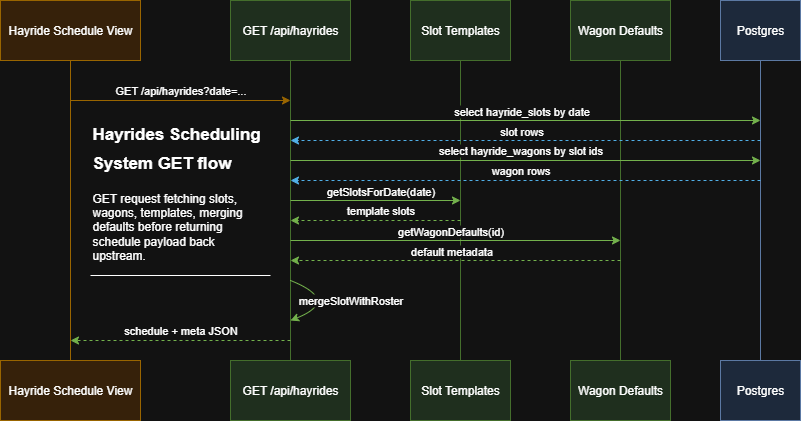 Hayride Schedule View
GET /api/hayrides
Slot Templates
Wagon Defaults
Postgres
GET /api/hayrides?date=...
select hayride_slots by date
slot rows
select hayride_wagons by slot ids
wagon rows
Hayrides Scheduling
System GET flow
GET request fetching slots,
wagons, templates, merging
defaults before returning
schedule payload back
upstream.
getSlotsForDate(date)
template slots
getWagonDefaults(id)
default metadata
mergeSlotWithRoster
schedule + meta JSON
Hayride Schedule View
GET /api/hayrides
Slot Templates
Wagon Defaults
Postgres